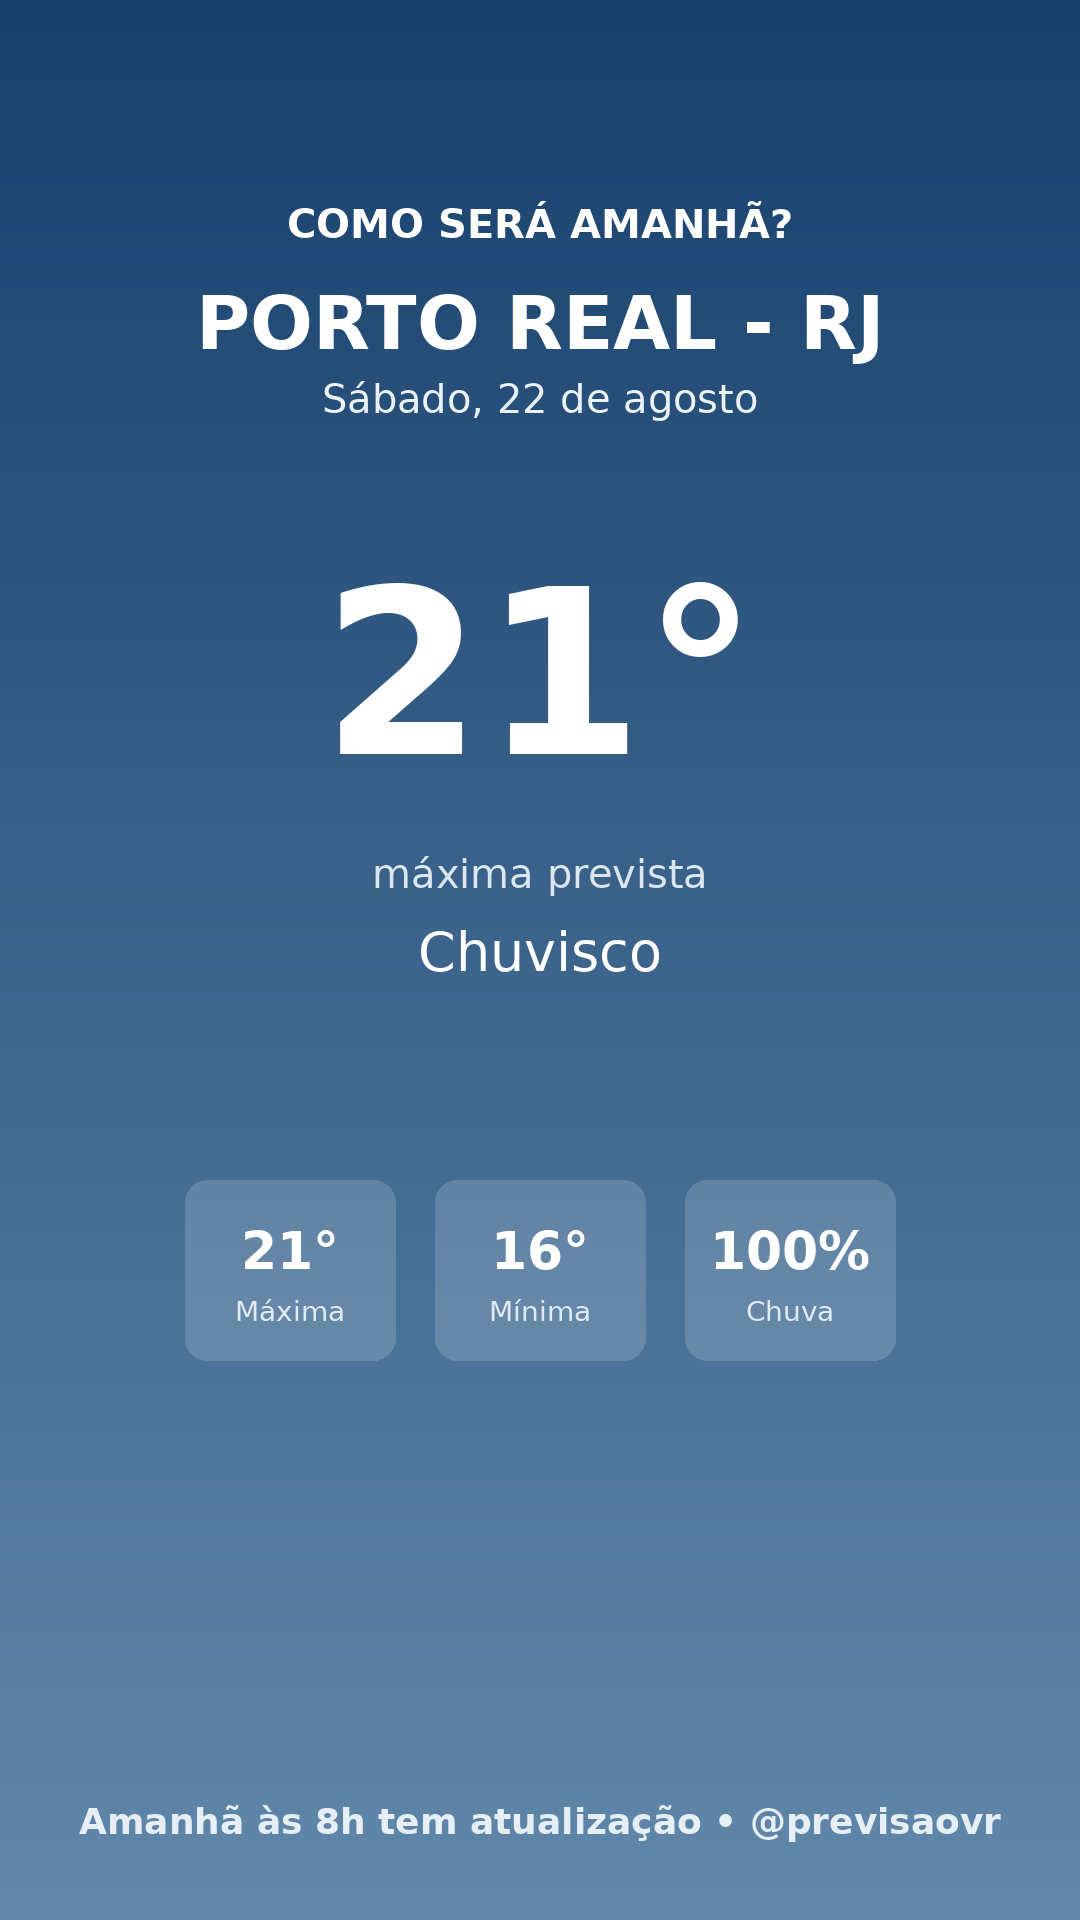 COMO SERÁ AMANHÃ?
PORTO REAL - RJ
Sábado, 22 de agosto
21°
máxima prevista
Chuvisco
21° 16° 100%
Máxima Mínima Chuva
Amanhã às 8h tem atualização • @previsaovr